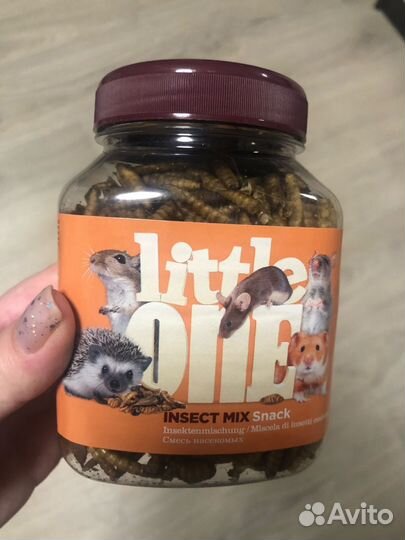 little
ONE
INSECT MIX Snack
Insektenmischung / Miscela di insetti
Смесь насекомых
Avito